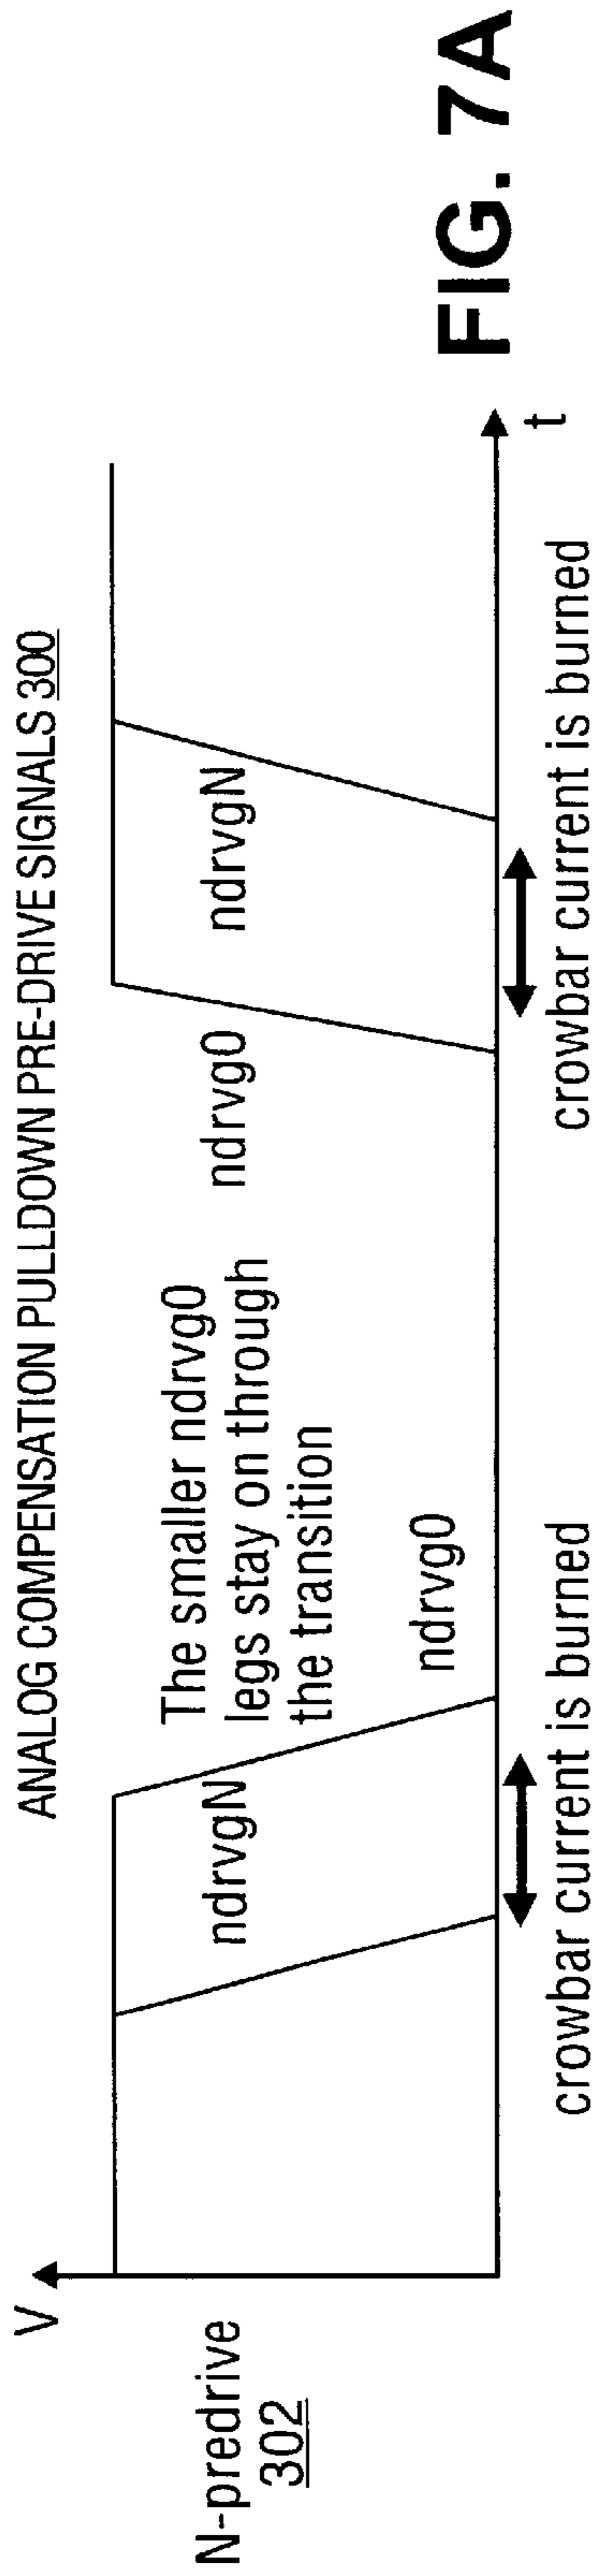 ANALOG COMPENSATION PULLDOWN PRE-DRIVE SIGNALS 300
V
N-predrive
302
ndrvgN
The smaller ndrvg0
legs stay on through
the transition
ndrvg0
ndrvg0
ndrvgN
t
crowbar current is burned
crowbar current is burned
FIG. 7A